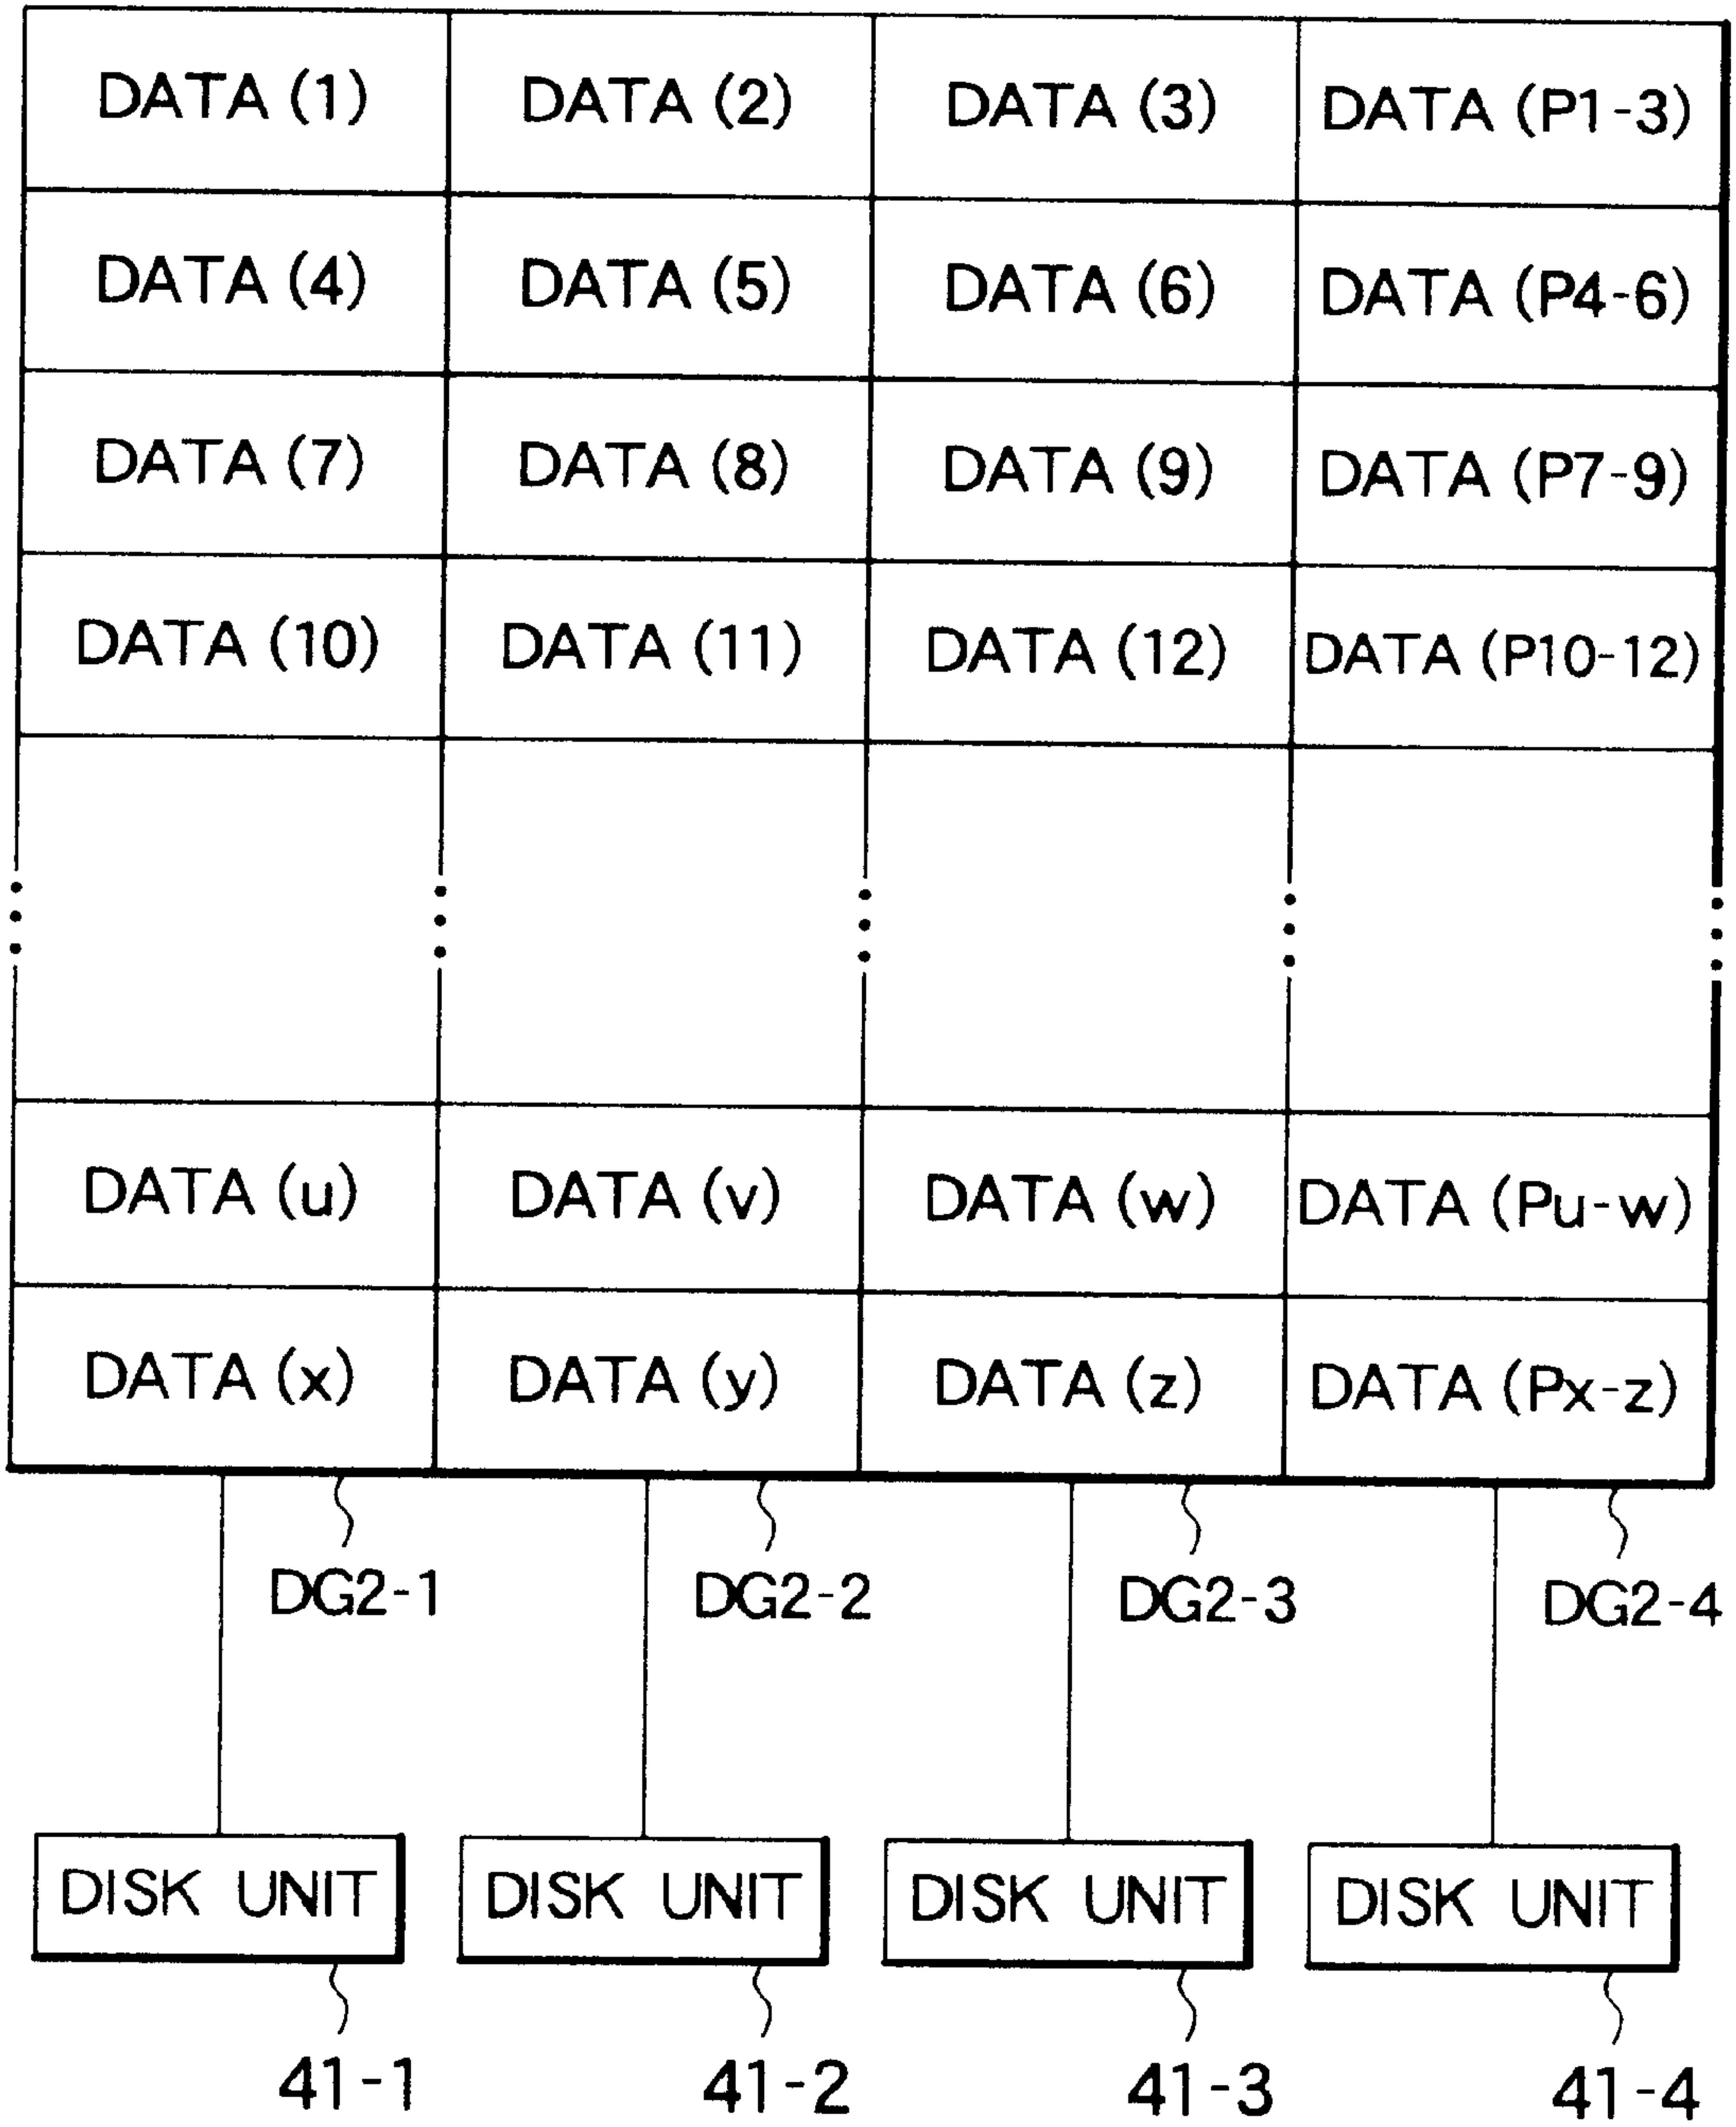 DATA (1) DATA (2) DATA (3) DATA (P1-3)
DATA (4) DATA (5) DATA (6) DATA (P4-6)
DATA (7) DATA (8) DATA (9) DATA (P7-9)
DATA (10) DATA (11) DATA (12) DATA (P10-12)
DATA (u) DATA (v) DATA (w) DATA (Pu-w)
DATA (x) DATA (y) DATA (z) DATA (Px-z)
DG2-1 DG2-2 DG2-3 DG2-4
DISK UNIT DISK UNIT DISK UNIT DISK UNIT
41-1 41-2 41-3 41-4